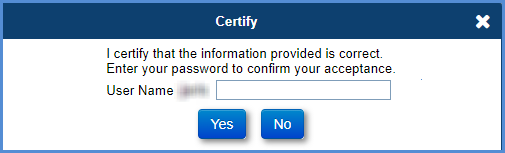 Certify
I certify that the information provided is correct.
Enter your password to confirm your acceptance.
User Name
Yes No